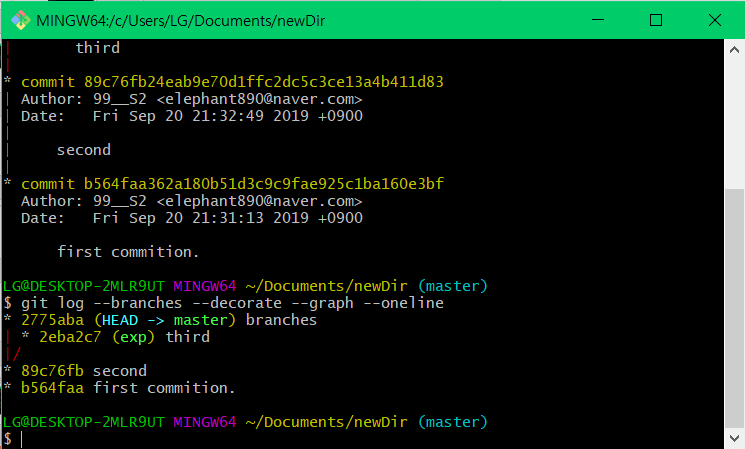 MINGW64:/c/Users/LG/Documents/newDir
|       third
|
* commit 89c76fb24eab9e70d1ffc2dc5c3ce13a4b411d83
| Author: 99__S2 <elephant890@naver.com>
| Date:   Fri Sep 20 21:32:49 2019 +0900
|
|     second
|
* commit b564faa362a180b51d3c9c9fae925c1ba160e3bf
  Author: 99__S2 <elephant890@naver.com>
  Date:   Fri Sep 20 21:31:13 2019 +0900
      first commition.
LG@DESKTOP-2MLR9UT MINGW64 ~/Documents/newDir (master)
$ git log --branches --decorate --graph --oneline
* 2775aba (HEAD -> master) branches
| * 2eba2c7 (exp) third
|/
* 89c76fb second
* b564faa first commition.
LG@DESKTOP-2MLR9UT MINGW64 ~/Documents/newDir (master)
$